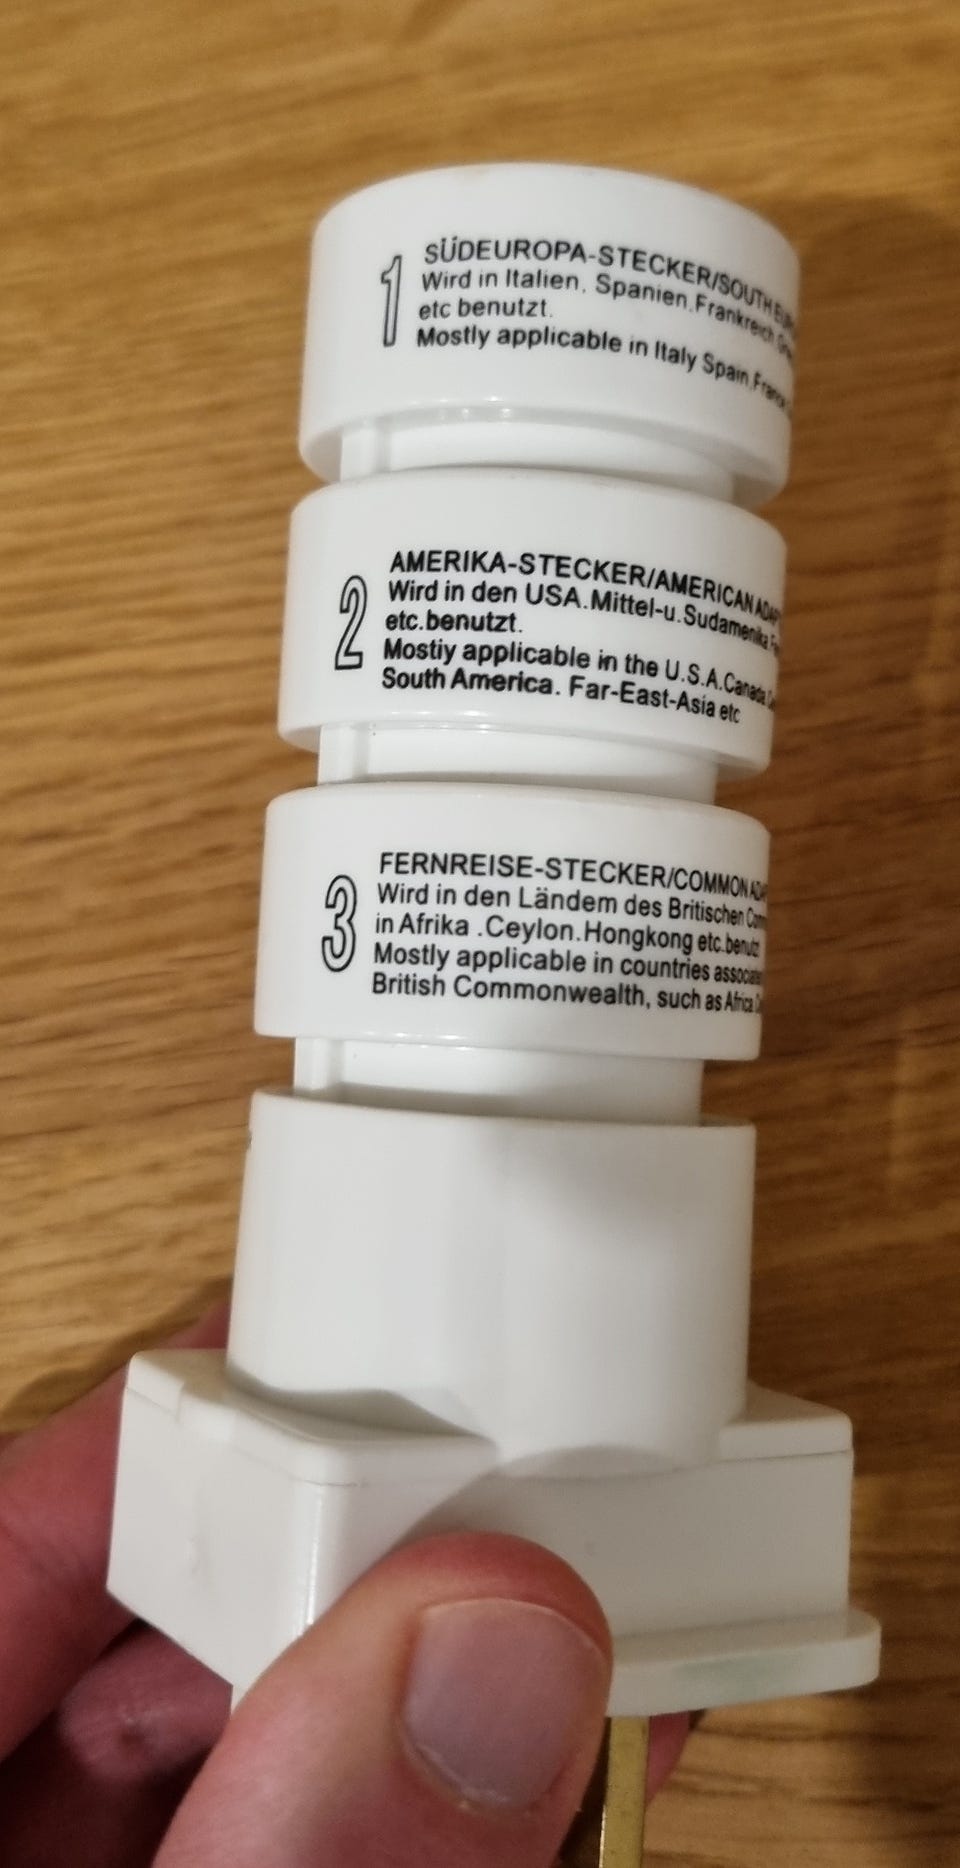 1
SÜDEUROPA-STECKER/SOUTH
Wird in Italien, Spanien.Frankreich
etc benutzt.
Mostly applicable in Italy Spain.France
2
AMERIKA-STECKER/AMERICAN
Wird in den USA.Mittel-u.Sudamenika
etc.benutzt.
Mostiy applicable in the U.S.A.Canada
South America. Far-East-Asia etc
3
FERNREISE-STECKER/COMMON
Wird in den Ländem des Britischen
in Afrika .Ceylon.Hongkong etc.benutzt
Mostly applicable in countries
British Commonwealth, such as Africa